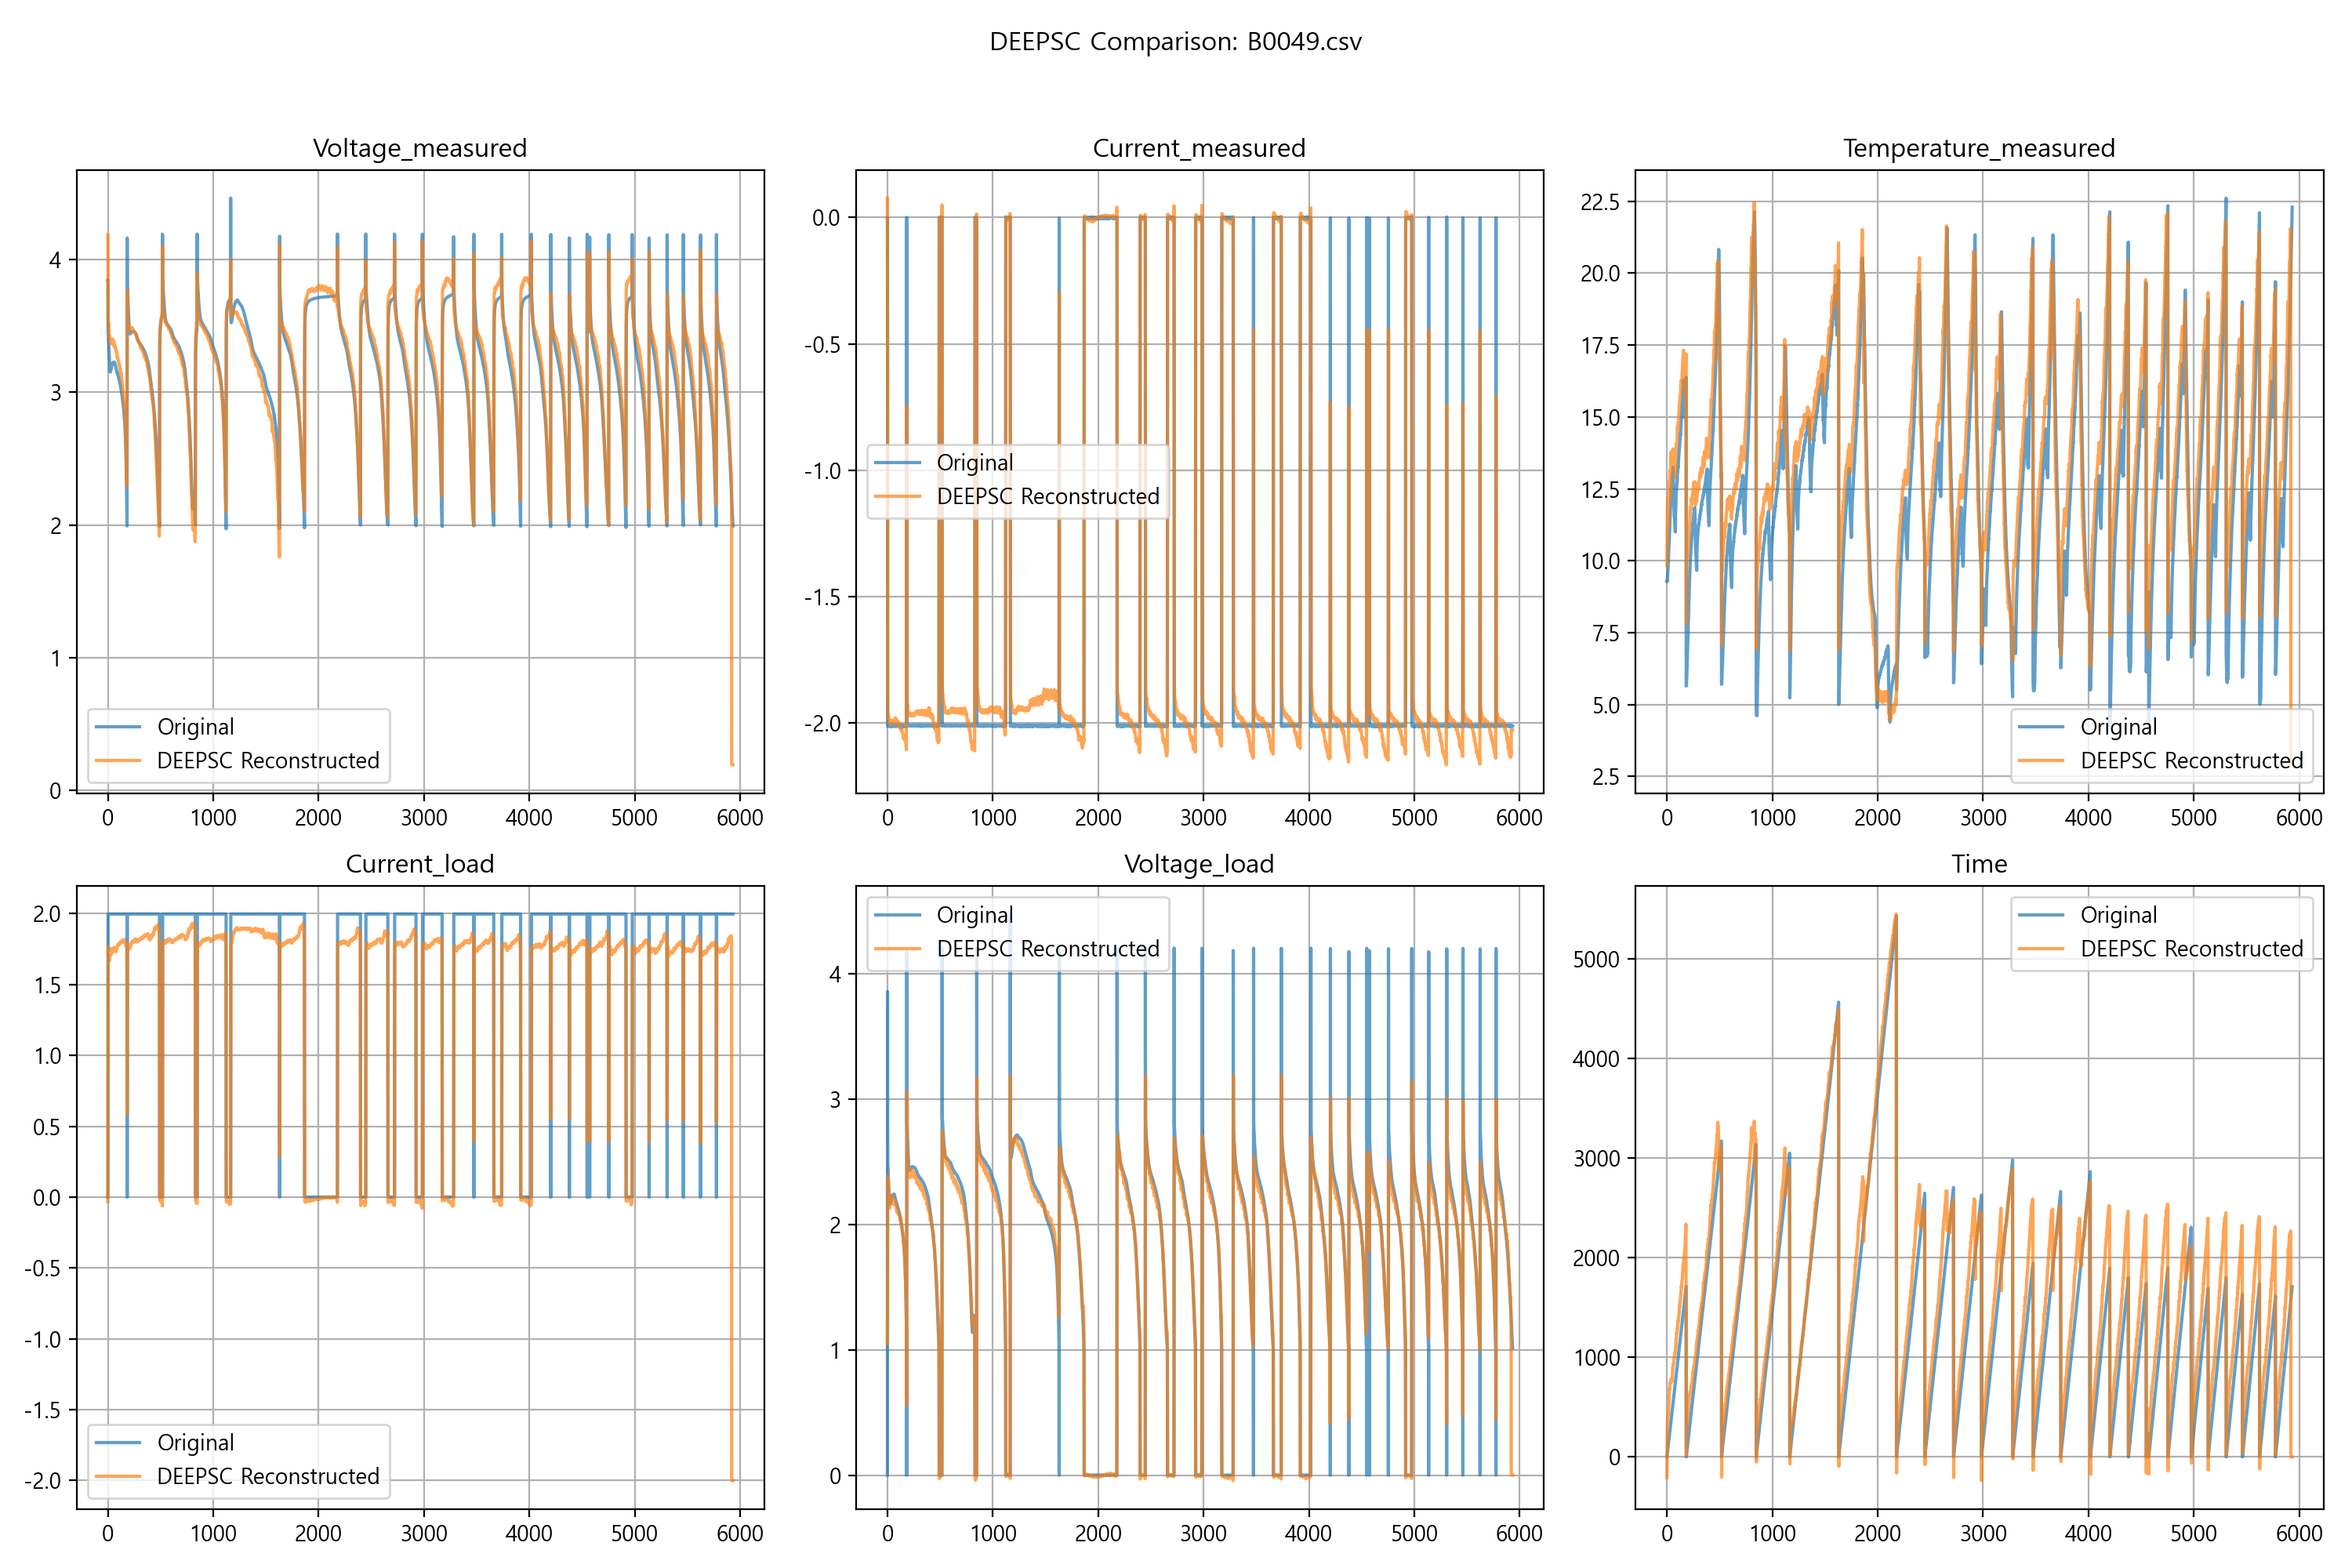 DEEPSC Comparison: B0049.csv
Voltage_measured
4
3
2
1
0
0 1000 2000 3000 4000 5000 6000
Original
DEEPSC Reconstructed
Current_measured
0.0
-0.5
-1.0
-1.5
-2.0
0 1000 2000 3000 4000 5000 6000
Original
DEEPSC Reconstructed
Temperature_measured
22.5
20.0
17.5
15.0
12.5
10.0
7.5
5.0
2.5
0 1000 2000 3000 4000 5000 6000
Original
DEEPSC Reconstructed
Current_load
2.0
1.5
1.0
0.5
0.0
-0.5
-1.0
-1.5
-2.0
0 1000 2000 3000 4000 5000 6000
Original
DEEPSC Reconstructed
Voltage_load
4
3
2
1
0
0 1000 2000 3000 4000 5000 6000
Original
DEEPSC Reconstructed
Time
5000
4000
3000
2000
1000
0
0 1000 2000 3000 4000 5000 6000
Original
DEEPSC Reconstructed